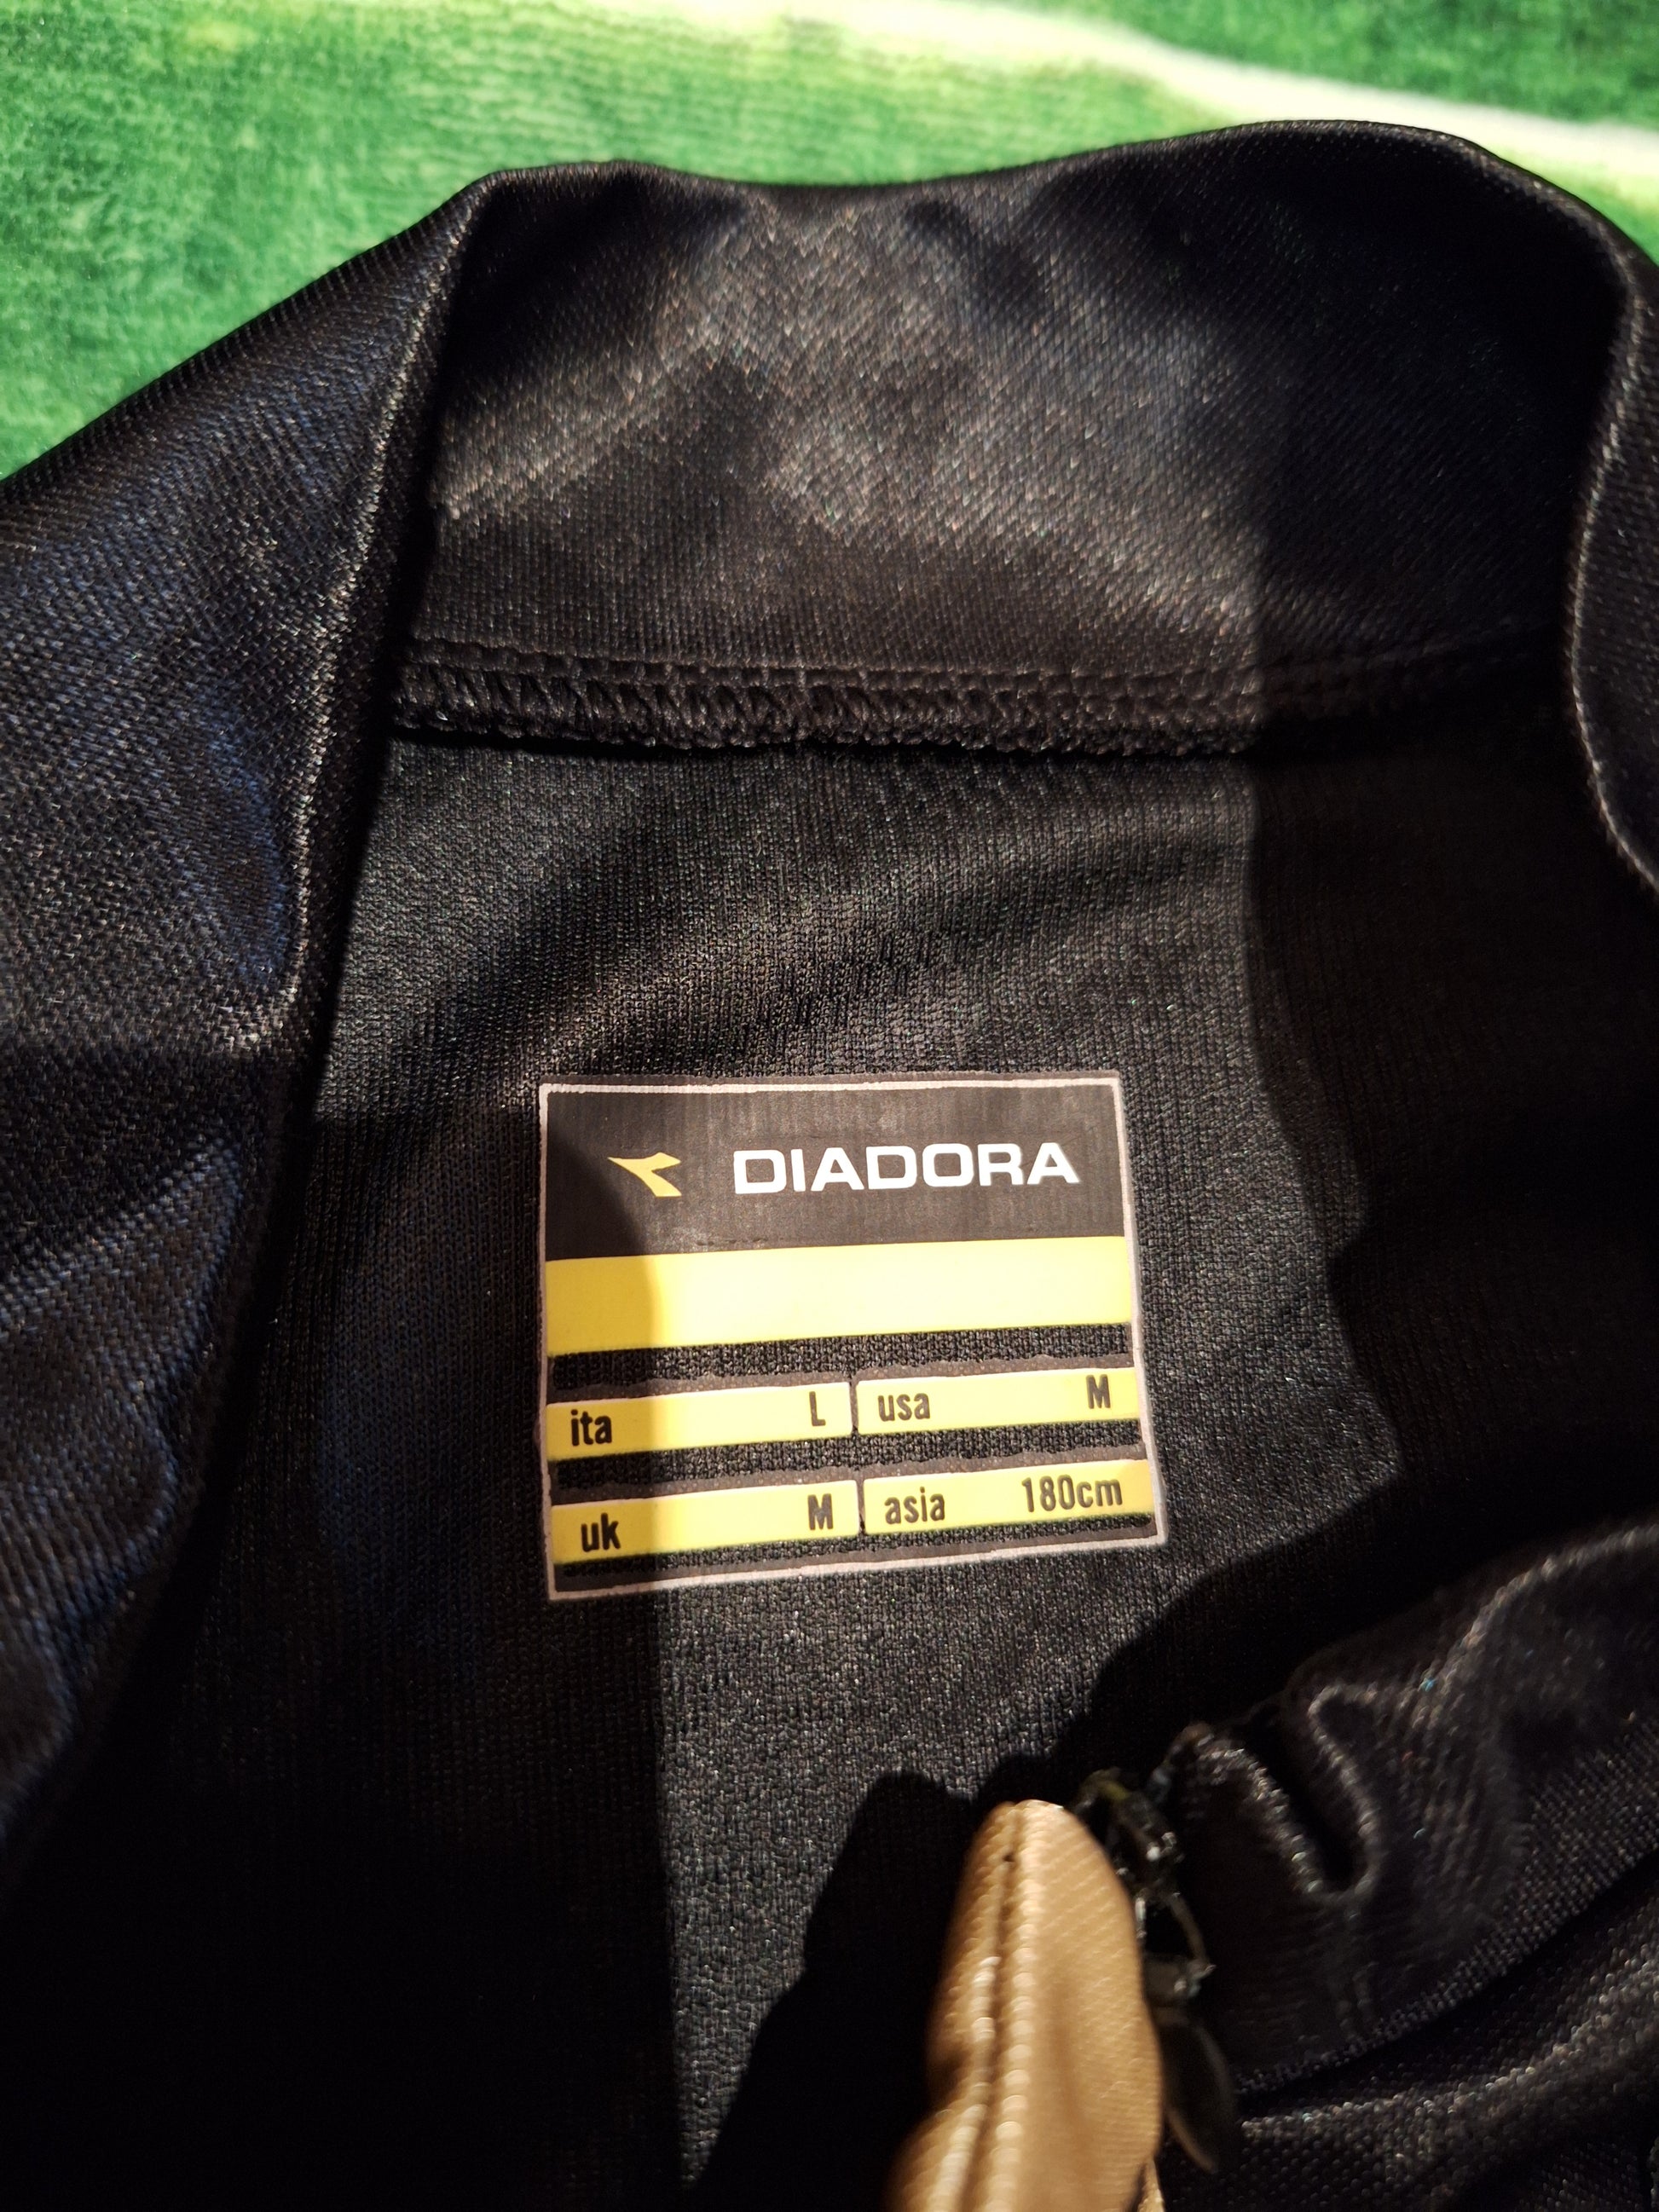 DIADORA
ita L usa M
uk M asia 180cm